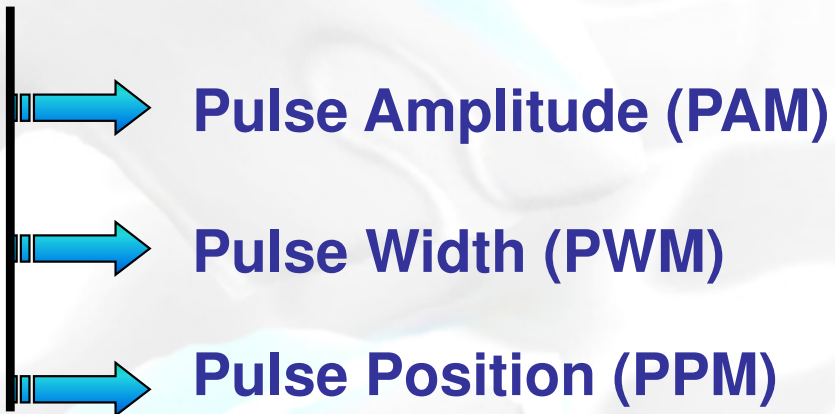 Pulse Amplitude (PAM)
Pulse Width (PWM)
Pulse Position (PPM)